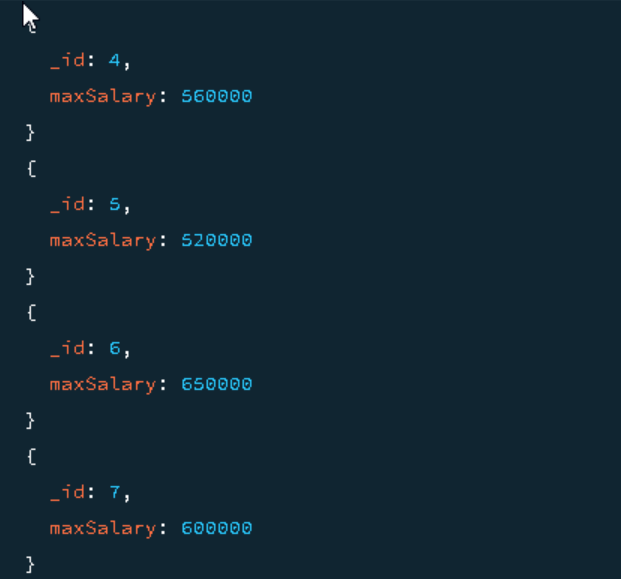 {
_id: 4,
maxSalary: 560000
}
{
_id: 5,
maxSalary: 520000
}
{
_id: 6,
maxSalary: 650000
}
{
_id: 7,
maxSalary: 600000
}